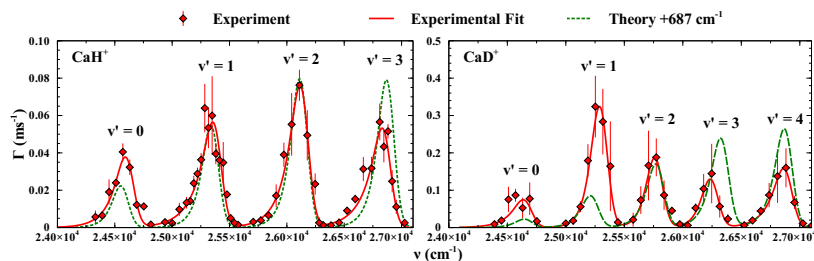 Experiment Experimental Fit Theory +687 cm⁻¹
CaH⁺ CaD⁺
v' = 0 v' = 1 v' = 2 v' = 3
v' = 0 v' = 1 v' = 2 v' = 3 v' = 4
Γ (ms⁻¹)
0.10
0.08
0.06
0.04
0.02
0
0.5
0.4
0.3
0.2
0.1
0
2.40×10⁴ 2.45×10⁴ 2.50×10⁴ 2.55×10⁴ 2.60×10⁴ 2.65×10⁴ 2.70×10⁴
2.40×10⁴ 2.45×10⁴ 2.50×10⁴ 2.55×10⁴ 2.60×10⁴ 2.65×10⁴ 2.70×10⁴
ν (cm⁻¹)